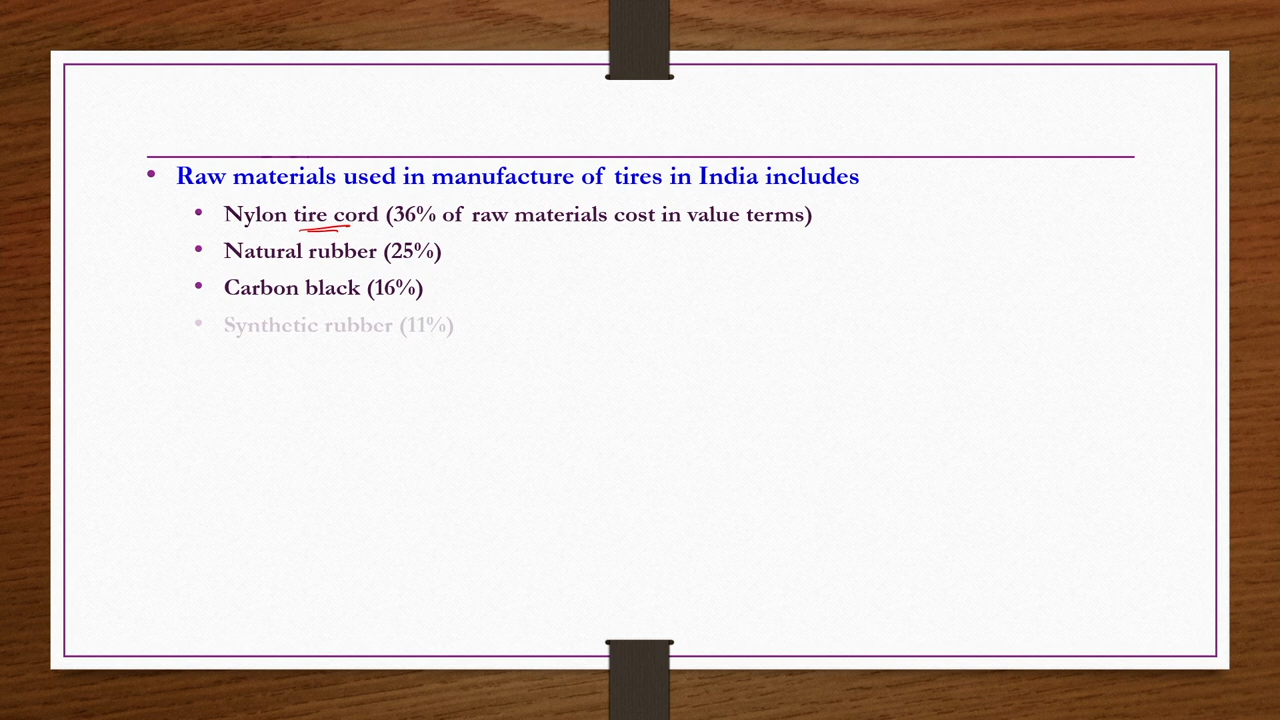 • Raw materials used in manufacture of tires in India includes
• Nylon tire cord (36% of raw materials cost in value terms)
• Natural rubber (25%)
• Carbon black (16%)
• Synthetic rubber (11%)